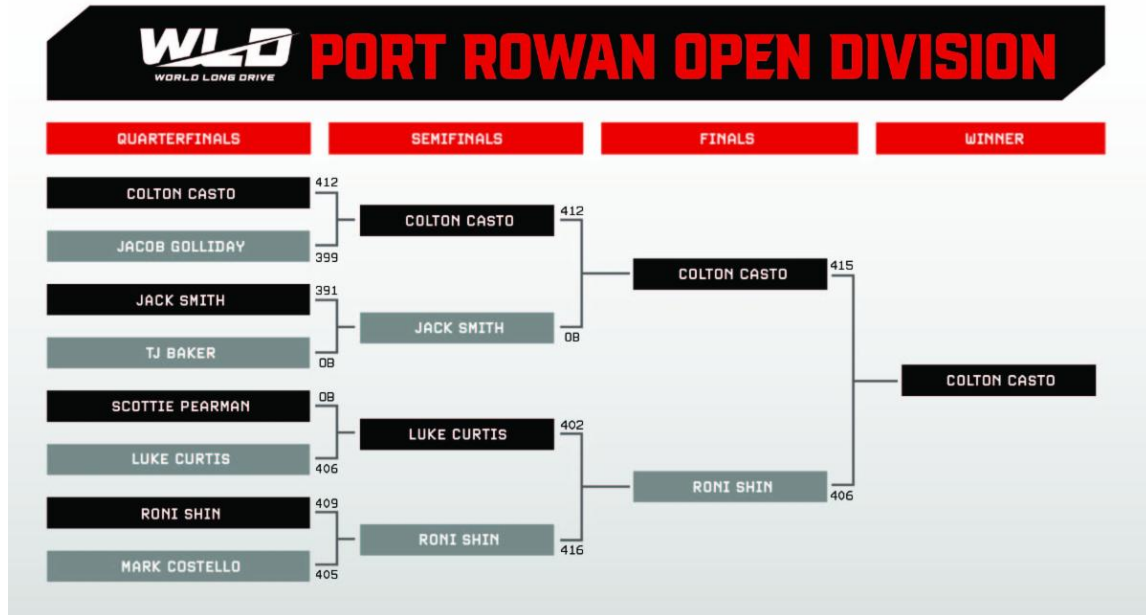 WLD
WORLD LONG DRIVE
PORT ROWAN OPEN DIVISION
QUARTERFINALS
SEMIFINALS
FINALS
WINNER
COLTON CASTO
412
JACOB GOLLIDAY
399
JACK SMITH
391
TJ BAKER
OB
SCOTTIE PEARMAN
OB
LUKE CURTIS
406
RONI SHIN
409
MARK COSTELLO
405
COLTON CASTO
412
JACK SMITH
OB
LUKE CURTIS
402
RONI SHIN
416
COLTON CASTO
415
RONI SHIN
406
COLTON CASTO